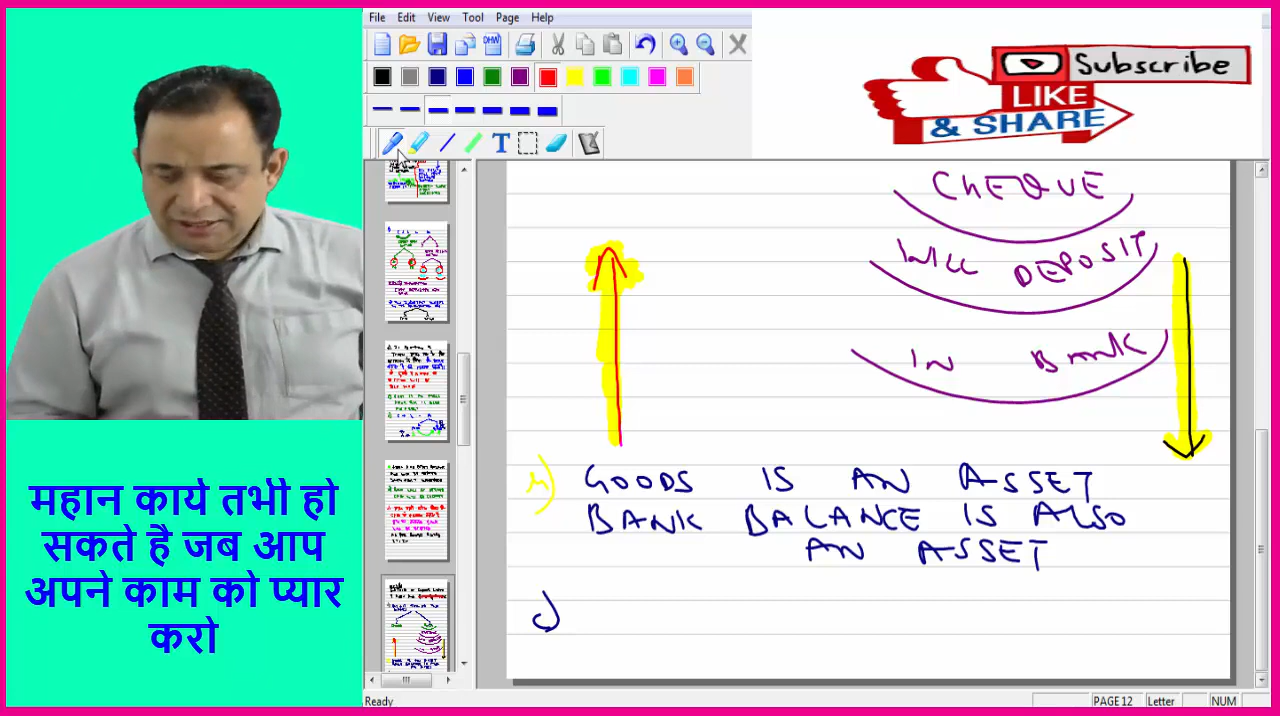 File Edit View Tool Page Help
Subscribe
LIKE
& SHARE
CHEQUE
WILL DEPOSIT
IN BANK
GOODS IS AN ASSET
BANK BALANCE IS ALSO
AN ASSET
महान कार्य तभी हो
सकते है जब आप
अपने काम को प्यार
करो
Ready
PAGE 12 Letter NUM